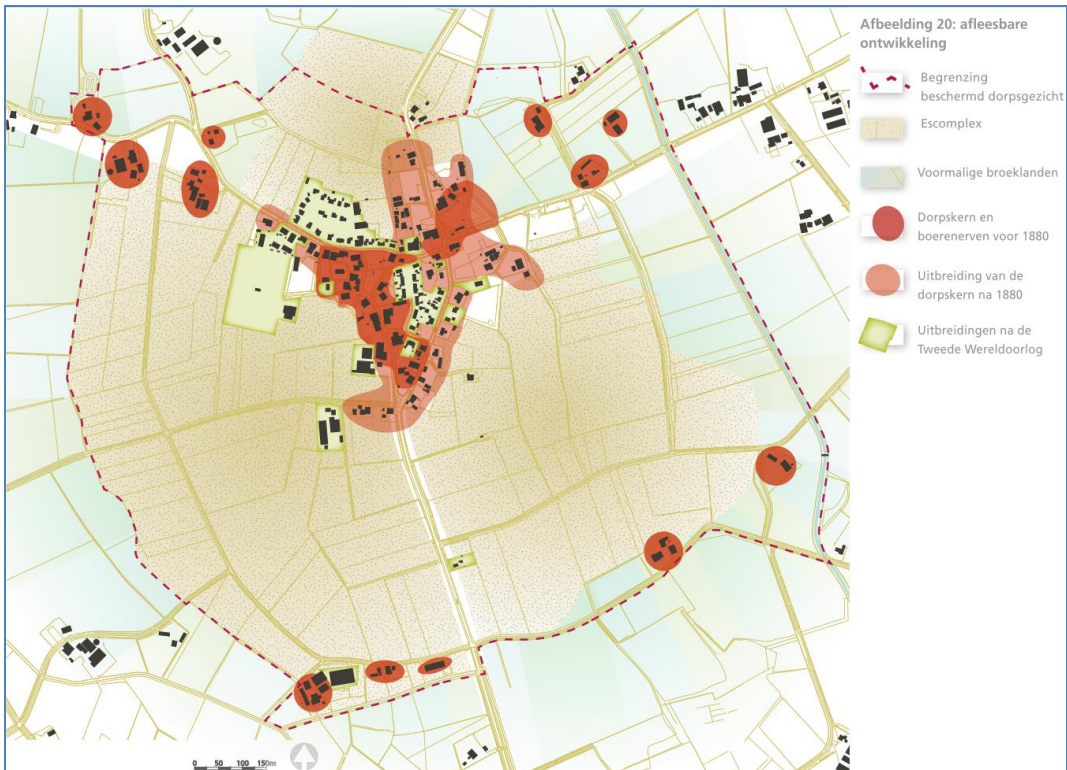 Afbeelding 20: afleesbare
ontwikkeling
Begrenzing
beschermd dorpsgezicht
Escomplex
Voormalige broeklanden
Dorpskern en
boerenerven voor 1880
Uitbreiding van de
dorpskern na 1880
Uitbreidingen na de
Tweede Wereldoorlog
0 50 100 150m